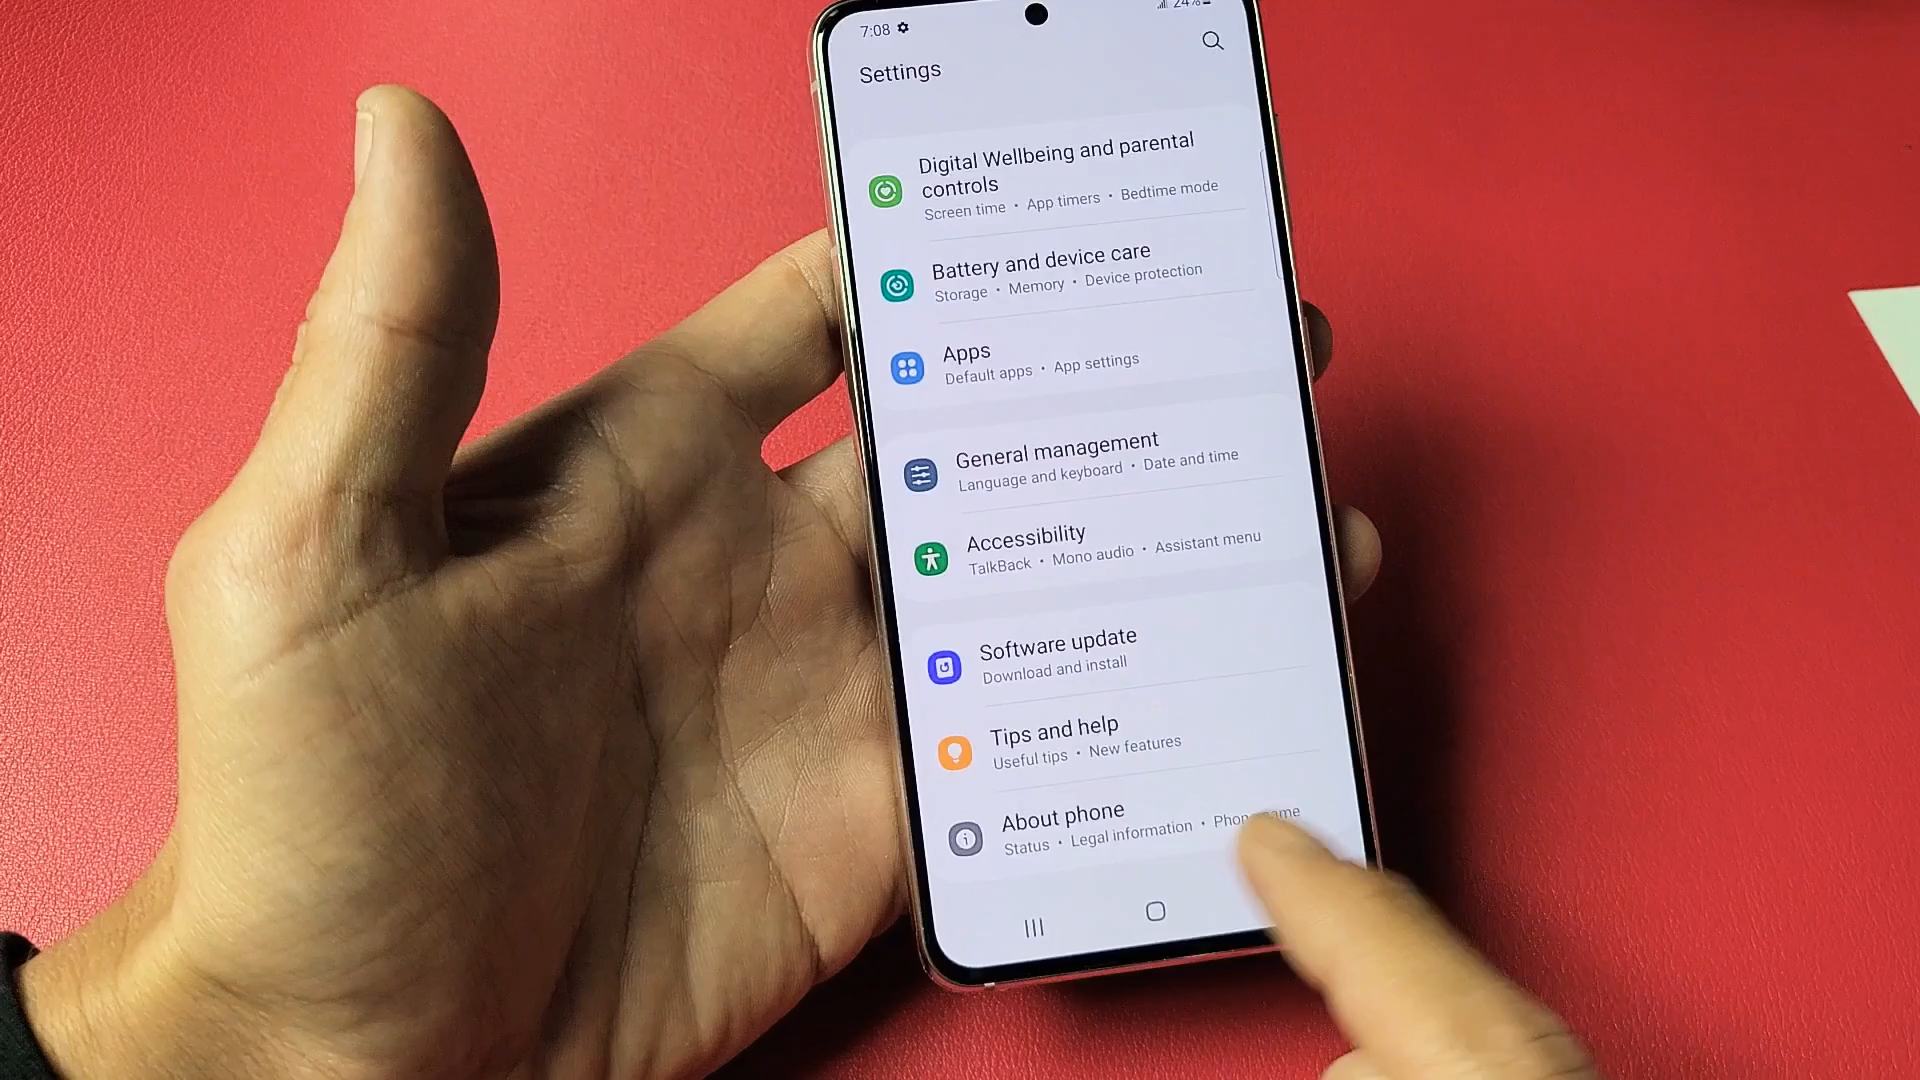 7:08
24%
Settings
Digital Wellbeing and parental
controls
Screen time • App timers • Bedtime mode
Battery and device care
Storage • Memory • Device protection
Apps
Default apps • App settings
General management
Language and keyboard • Date and time
Accessibility
TalkBack • Mono audio • Assistant menu
Software update
Download and install
Tips and help
Useful tips • New features
About phone
Status • Legal information •